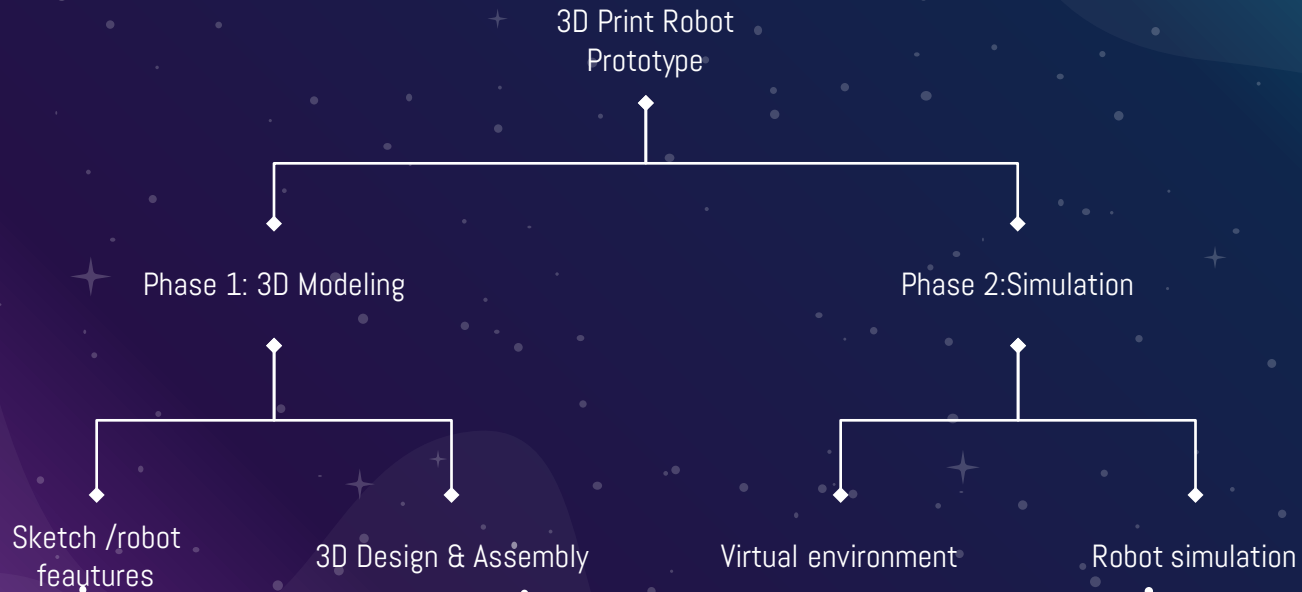 3D Print Robot
Prototype
Phase 1: 3D Modeling
Phase 2:Simulation
Sketch /robot
feautures
3D Design & Assembly
Virtual environment
Robot simulation